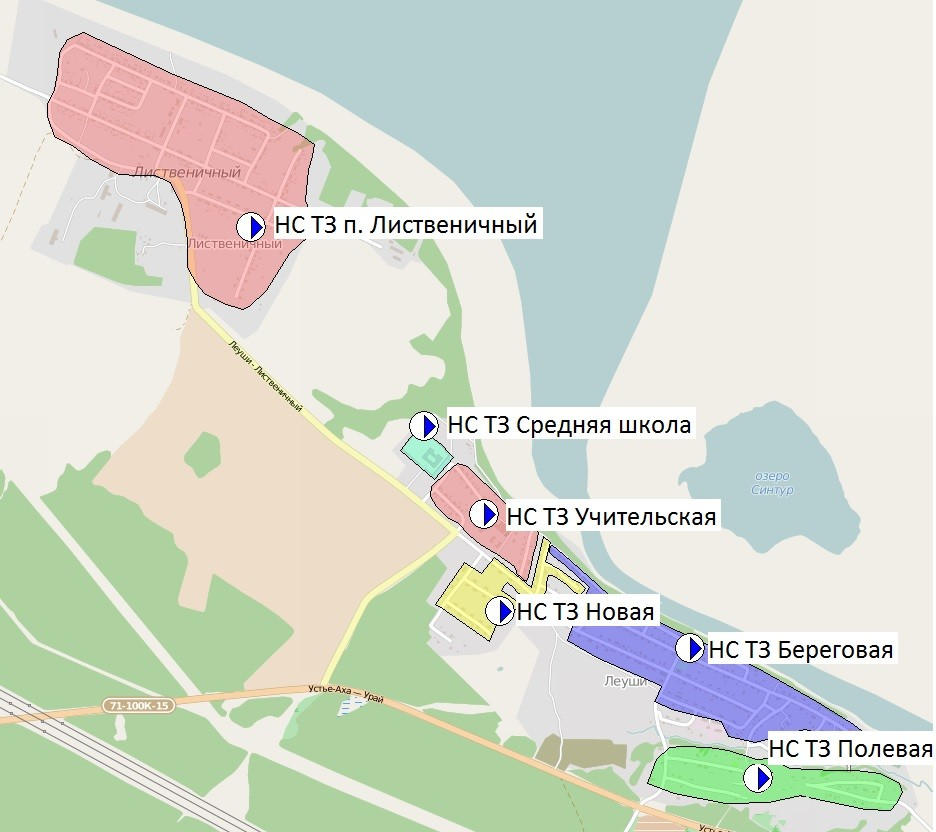 Лиственичный
НС ТЗ п. Лиственичный
Лиственичный
Леуши - Лиственичный
НС ТЗ Средняя школа
озеро
Синтур
НС ТЗ Учительская
НС ТЗ Новая
НС ТЗ Береговая
Леуши
Устье-Аха — Урай
71-100К-15
НС ТЗ Полевая
Устье-